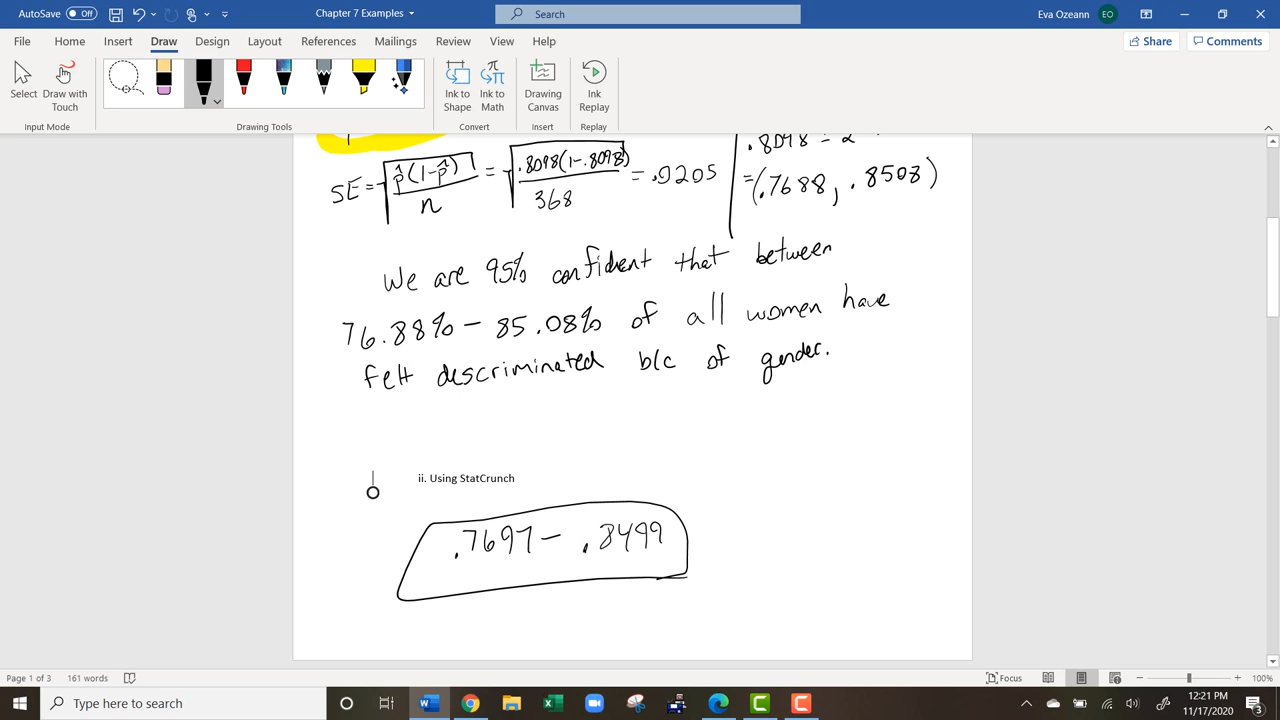 AutoSave Off
Chapter 7 Examples
Search
Eva Ozeann EO
File Home Insert Draw Design Layout References Mailings Review View Help
Share Comments
Select Draw with Touch
Ink to Shape Ink to Math Drawing Canvas Ink Replay
Input Mode Drawing Tools Convert Insert Replay
SE = √p̂(1-p̂)/n = √.8098(1-.8098)/368 = .0205
=(.7688, .8508)
We are 95% confident that between
76.88% - 85.08% of all women have
felt descriminated b/c of gender.
ii. Using StatCrunch
.7697 - .8499
Page 1 of 3 161 words Focus 100%
Type here to search
12:21 PM
11/17/2020
3